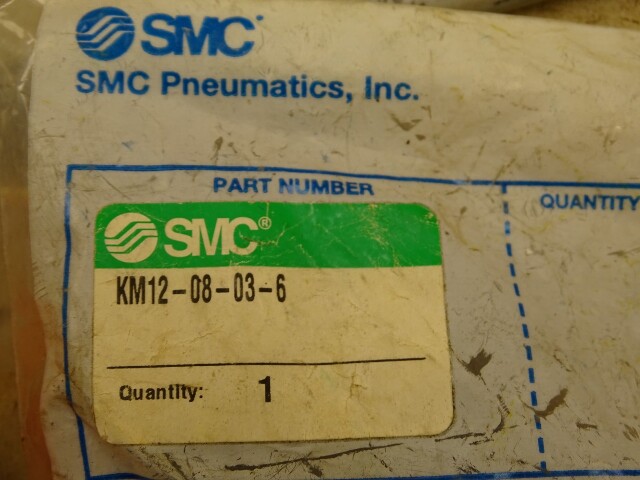 SMC
SMC Pneumatics, Inc.
PART NUMBER
QUANTITY
SMC®
KM12-08-03-6
Quantity: 1